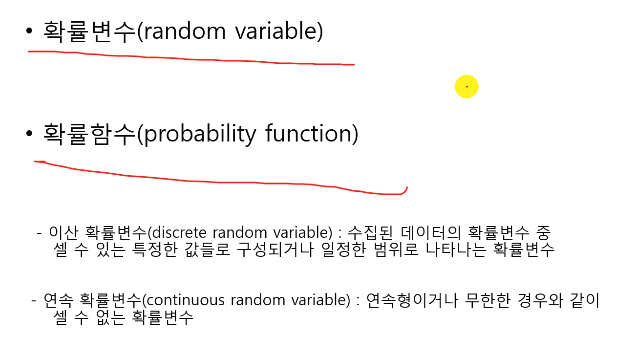 • 확률변수(random variable)
• 확률함수(probability function)
- 이산 확률변수(discrete random variable) : 수집된 데이터의 확률변수 중
셀 수 있는 특정한 값들로 구성되거나 일정한 범위로 나타나는 확률변수
- 연속 확률변수(continuous random variable) : 연속형이거나 무한한 경우와 같이
셀 수 없는 확률변수